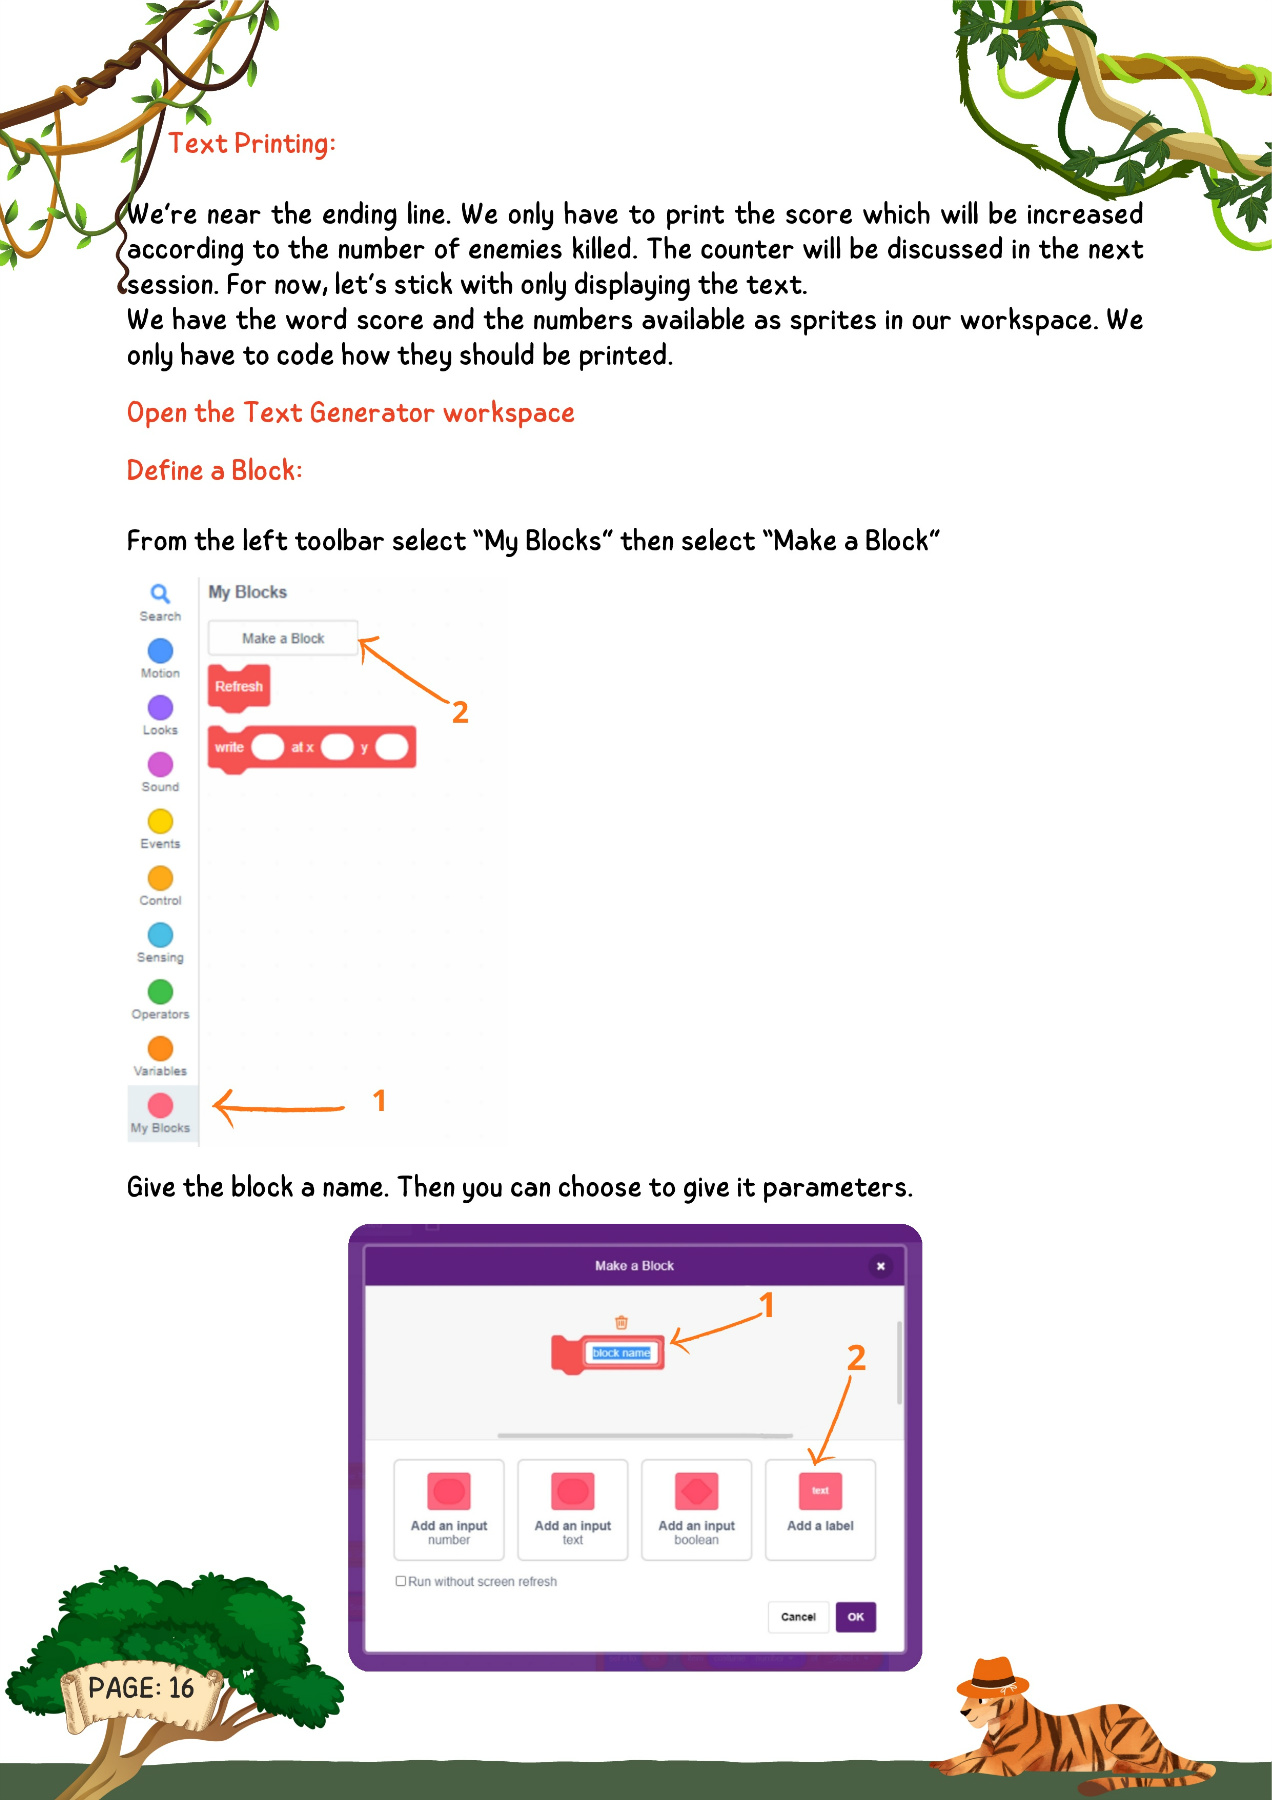 Text Printing:
We're near the ending line. We only have to print the score which will be increased
according to the number of enemies killed. The counter will be discussed in the next
session. For now, let's stick with only displaying the text.
We have the word score and the numbers available as sprites in our workspace. We
only have to code how they should be printed.
Open the Text Generator workspace
Define a Block:
From the left toolbar select "My Blocks" then select "Make a Block"
Search
Motion
Looks
Sound
Events
Control
Sensing
Operators
Variables
My Blocks
My Blocks
Make a Block
Refresh
write at x y
2
1
Give the block a name. Then you can choose to give it parameters.
Make a Block
block name
1
2
text
Add an input
number
Add an input
text
Add an input
boolean
Add a label
Run without screen refresh
Cancel OK
PAGE: 16